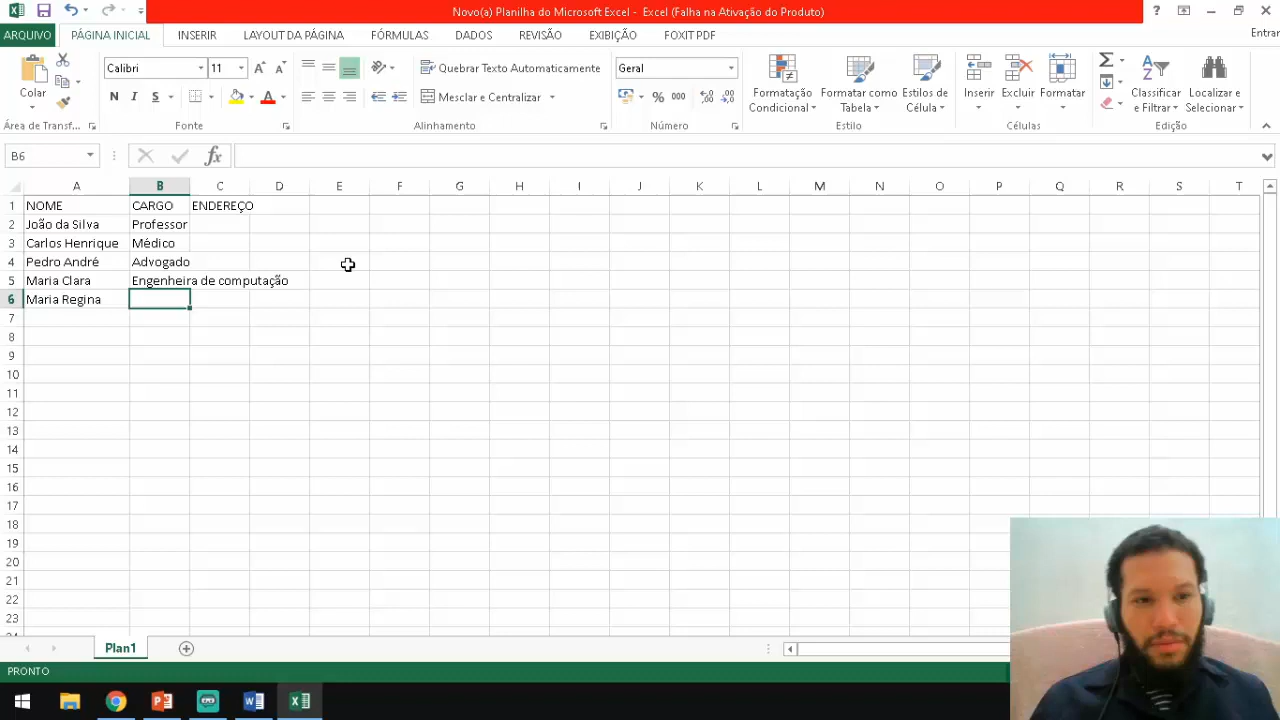 Novo(a) Planilha do Microsoft Excel - Excel (Falha na Ativação do Produto)
ARQUIVO PÁGINA INICIAL INSERIR LAYOUT DA PÁGINA FÓRMULAS DADOS REVISÃO EXIBIÇÃO FOXIT PDF Entrar
Calibri 11 Quebrar Texto Automaticamente Geral
Colar N I S Mesclar e Centralizar % 000
Formatação Condicional
Formatar como Tabela
Estilos de Célula
Inserir Excluir Formatar
Classificar e Filtrar
Localizar e Selecionar
Área de Transf... Fonte Alinhamento Número Estilo Células Edição
B6 fx
A B C D E F G H I J K L M N O P Q R S T
1 NOME CARGO ENDEREÇO
2 João da Silva Professor
3 Carlos Henrique Médico
4 Pedro André Advogado
5 Maria Clara Engenheira de computação
6 Maria Regina
7
8
9
10
11
12
13
14
15
16
17
18
19
20
21
22
23
Plan1
PRONTO